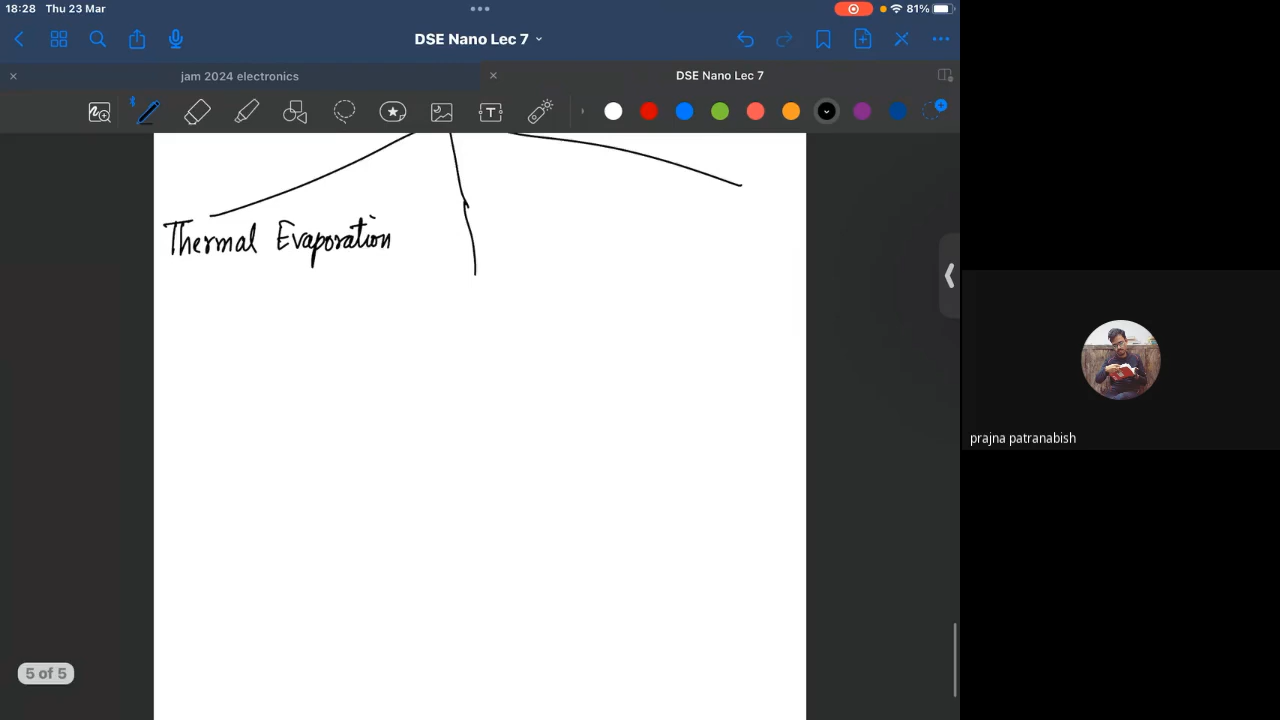 18:28 Thu 23 Mar
81%
DSE Nano Lec 7
jam 2024 electronics
DSE Nano Lec 7
T
Thermal Evaporation
prajna patranabish
5 of 5